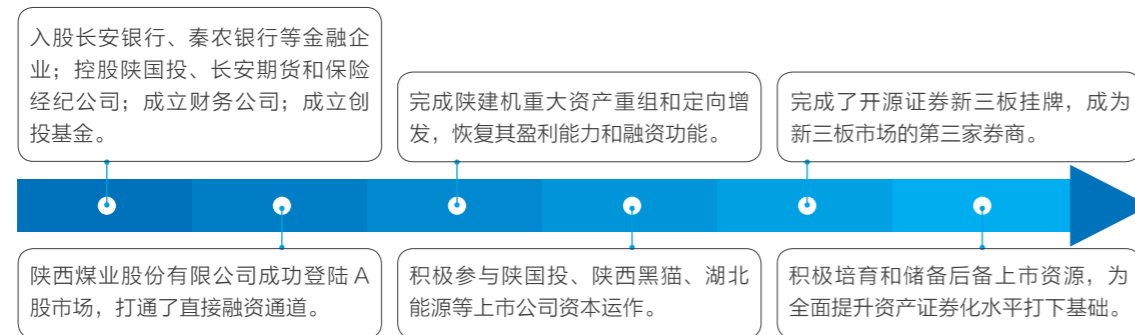 入股长安银行、秦农银行等金融企
业；控股陕国投、长安期货和保险
经纪公司；成立财务公司；成立创
投基金。
完成陕建机重大资产重组和定向增
发，恢复其盈利能力和融资功能。
完成了开源证券新三板挂牌，成为
新三板市场的第三家券商。
陕西煤业股份有限公司成功登陆 A
股市场，打通了直接融资通道。
积极参与陕国投、陕西黑猫、湖北
能源等上市公司资本运作。
积极培育和储备后备上市资源，为
全面提升资产证券化水平打下基础。